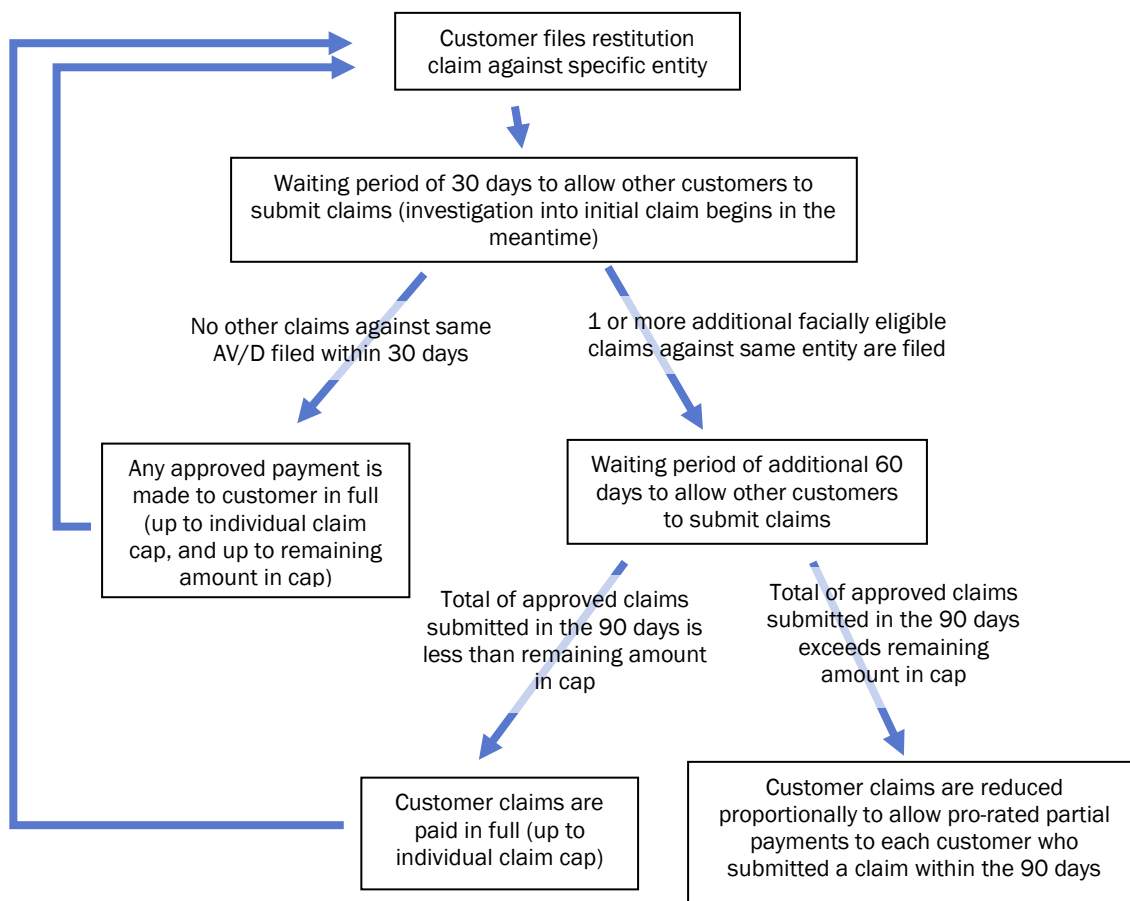 Customer files restitution
claim against specific entity
Waiting period of 30 days to allow other customers to
submit claims (investigation into initial claim begins in the
meantime)
No other claims against same
AV/D filed within 30 days
1 or more additional facially eligible
claims against same entity are filed
Any approved payment is
made to customer in full
(up to individual claim
cap, and up to remaining
amount in cap)
Waiting period of additional 60
days to allow other customers
to submit claims
Total of approved claims
submitted in the 90 days is
less than remaining amount
in cap
Total of approved claims
submitted in the 90 days
exceeds remaining
amount in cap
Customer claims are
paid in full (up to
individual claim cap)
Customer claims are reduced
proportionally to allow pro-rated partial
payments to each customer who
submitted a claim within the 90 days